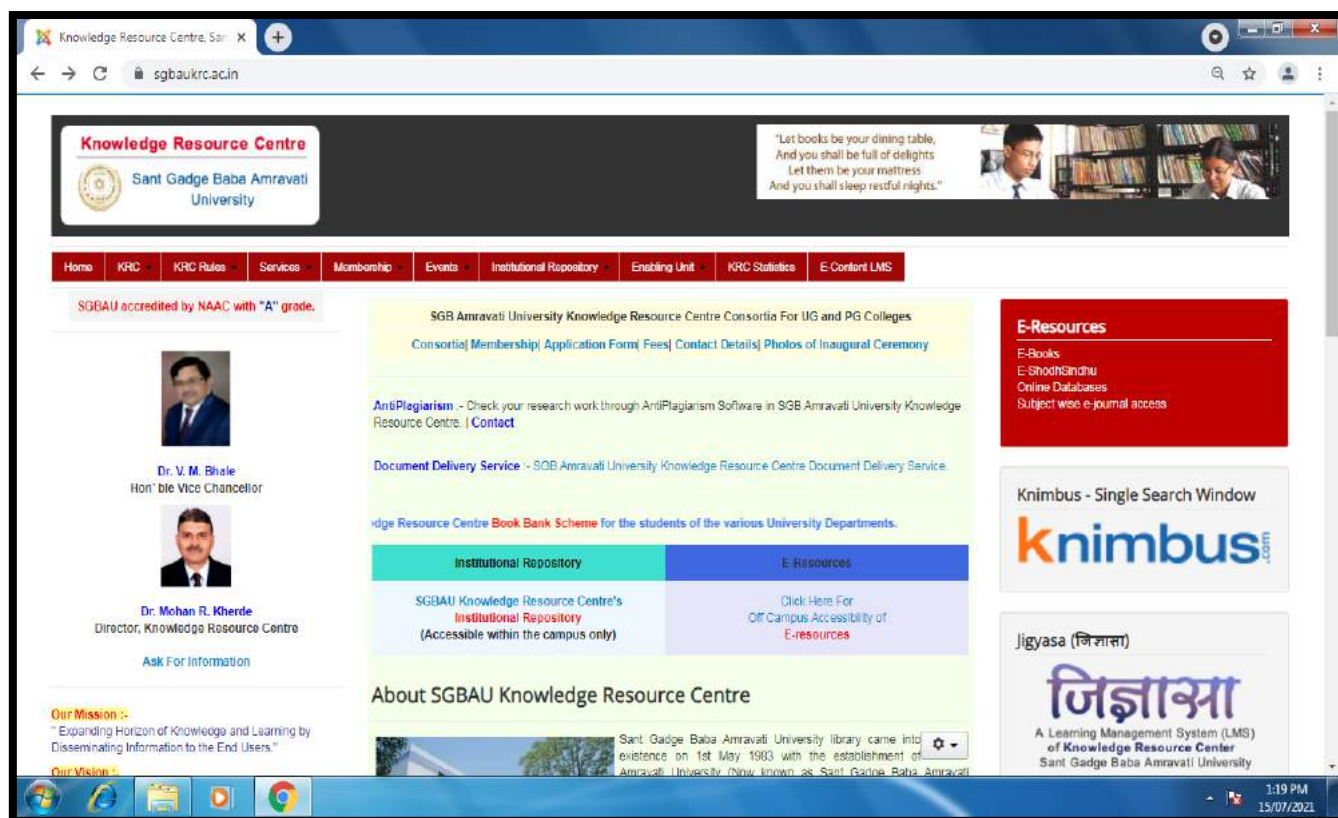 Knowledge Resource Centre, San
sgbaukrc.ac.in
Knowledge Resource Centre
Sant Gadge Baba Amravati
University
"Let books be your dining table,
And you shall be full of delights
Let them be your mattress
And you shall sleep restful nights."
Home KRC KRC Rules Services Membership Events Institutional Repository Enabling Unit KRC Statistics E-Content LMS
SGBAU accredited by NAAC with "A" grade.
Dr. V. M. Bhale
Hon' ble Vice Chancellor
Dr. Mohan R. Kherde
Director, Knowledge Resource Centre
Ask For Information
Our Mission :-
" Expanding Horizon of Knowledge and Learning by
Disseminating Information to the End Users."
Our Vision :-
SGB Amravati University Knowledge Resource Centre Consortia For UG and PG Colleges
Consortia| Membership| Application Form| Fees| Contact Details| Photos of Inaugural Ceremony
AntiPlagiarism :- Check your research work through AntiPlagiarism Software in SGB Amravati University Knowledge
Resource Centre. | Contact
Document Delivery Service :- SGB Amravati University Knowledge Resource Centre Document Delivery Service.
dge Resource Centre Book Bank Scheme for the students of the various University Departments.
Institutional Repository E-Resources
SGBAU Knowledge Resource Centre's
Institutional Repository
(Accessible within the campus only)
Click Here For
Off Campus Accessibility of
E-resources
About SGBAU Knowledge Resource Centre
Sant Gadge Baba Amravati University library came into
existence on 1st May 1983 with the establishment of
Amravati University (Now known as Sant Gadge Baba Amravati
E-Resources
E-Books
E-ShodhSindhu
Online Databases
Subject wise e-journal access
Knimbus - Single Search Window
knimbus.com
Jigyasa (जिज्ञासा)
जिज्ञासा
A Learning Management System (LMS)
of Knowledge Resource Center
Sant Gadge Baba Amravati University
1:19 PM
15/07/2021